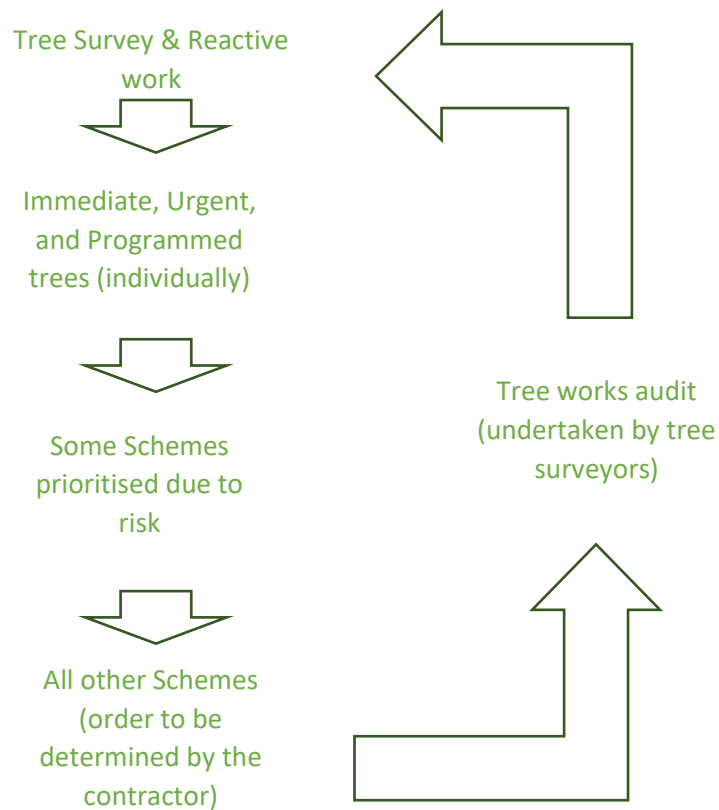 Tree Survey & Reactive
work
Immediate, Urgent,
and Programmed
trees (individually)
Some Schemes
prioritised due to
risk
All other Schemes
(order to be
determined by the
contractor)
Tree works audit
(undertaken by tree
surveyors)